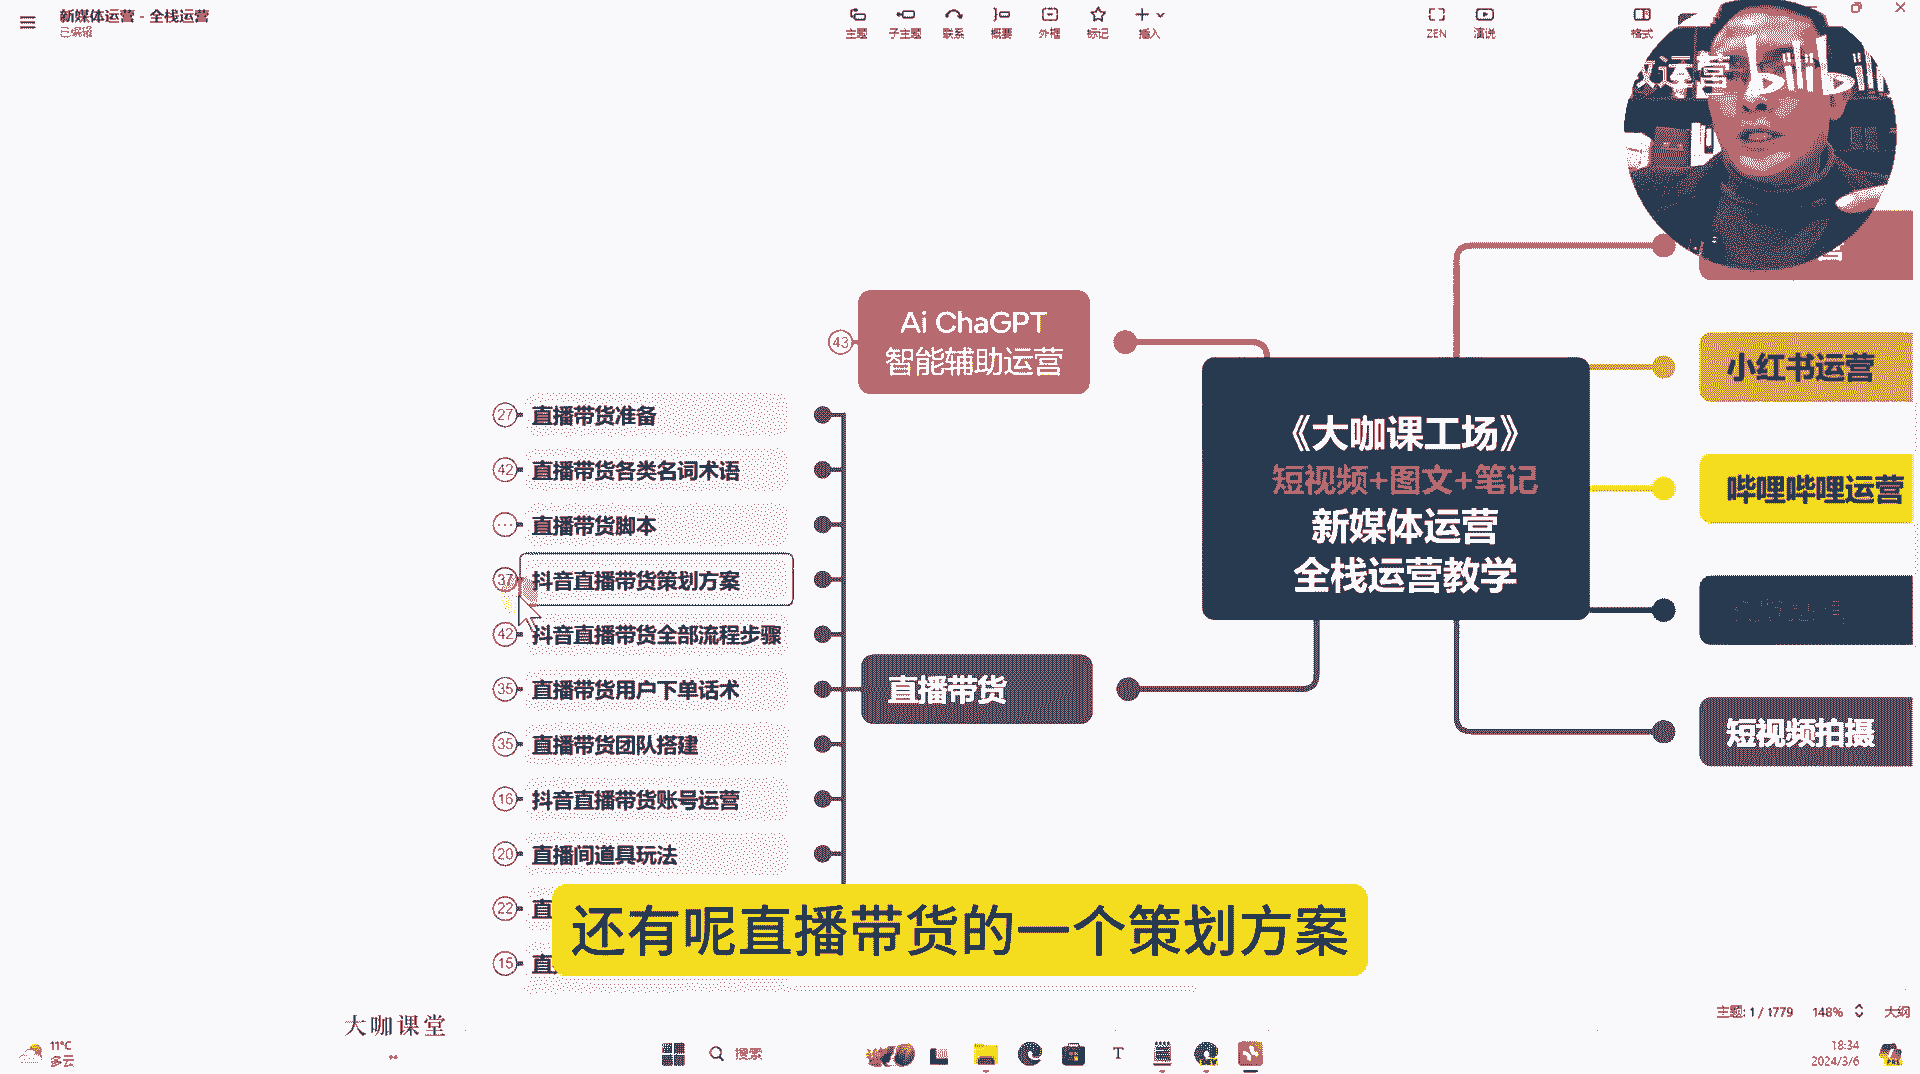 新媒体运营 - 全栈运营
已编辑
主题
子主题
联系
概要
外框
标记
插入
ZEN
演说
格式
运营 bilibili
Ai ChaGPT
智能辅助运营
43
27 直播带货准备
42 直播带货各类名词术语
··· 直播带货脚本
37 抖音直播带货策划方案
42 抖音直播带货全部流程步骤
35 直播带货用户下单话术
35 直播带货团队搭建
16 抖音直播带货账号运营
20 直播间道具玩法
22 直
15 直
直播带货
《大咖课工场》
短视频+图文+笔记
新媒体运营
全栈运营教学
营
小红书运营
哔哩哔哩运营
短视频拍摄
还有呢直播带货的一个策划方案
大咖课堂
主题: 1 / 1779
148%
大纲
11°C
多云
搜索
18:34
2024/3/6